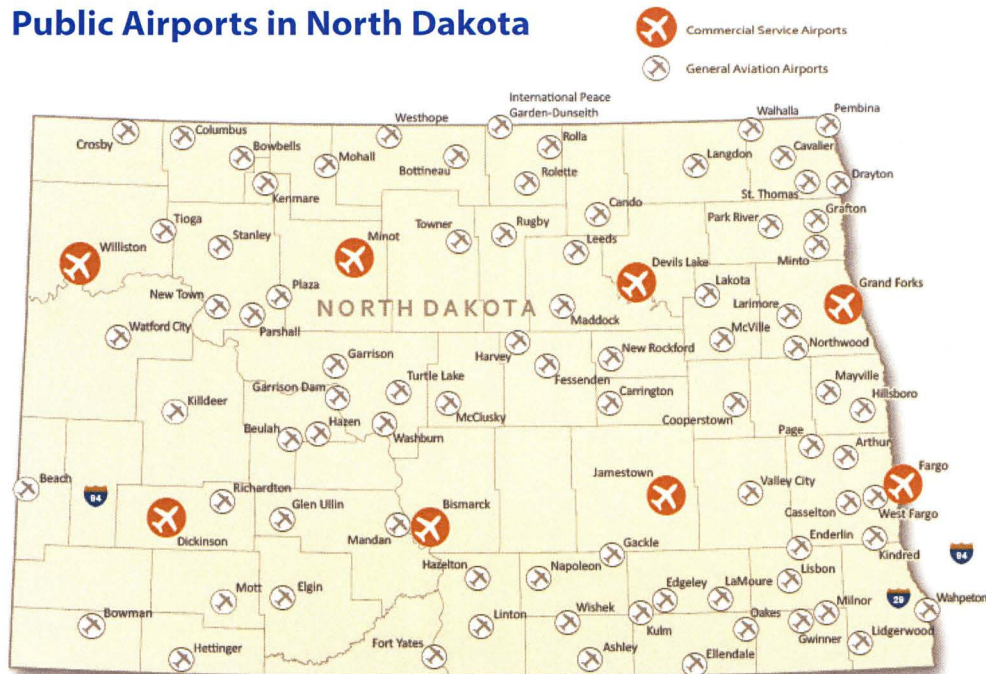 Public Airports in North Dakota
Commercial Service Airports
General Aviation Airports
International Peace
Garden-Dunseith
Walhalla
Pembina
Westhope
Columbus
Crosby
Rolla
Cavalier
Bowbells
Mohall
Bottineau
Langdon
Rolette
Drayton
Kenmare
St. Thomas
Cando
Grafton
Tioga
Park River
Rugby
Towner
Stanley
Minot
Leeds
Williston
Minto
Devils Lake
Lakota
Grand Forks
Plaza
New Town
NORTH DAKOTA
Larimore
Maddock
Watford City
Parshall
McVille
Northwood
New Rockford
Harvey
Garrison
Fessenden
Turtle Lake
Mayville
Garrison Dam
Carrington
Hillsboro
Killdeer
McClusky
Cooperstown
Hazen
Beulah
Washburn
Page
Arthur
Fargo
Jamestown
Beach
Valley City
94
Richardton
Glen Ullin
Bismarck
Casselton
West Fargo
Enderlin
Dickinson
Mandan
Gackle
Kindred
94
Hazelton
Napoleon
Lisbon
Edgeley
LaMoure
Mott
Elgin
29
Wahpeton
Milnor
Bowman
Linton
Wishek
Oakes
Kulm
Gwinner
Lidgerwood
Fort Yates
Hettinger
Ashley
Ellendale